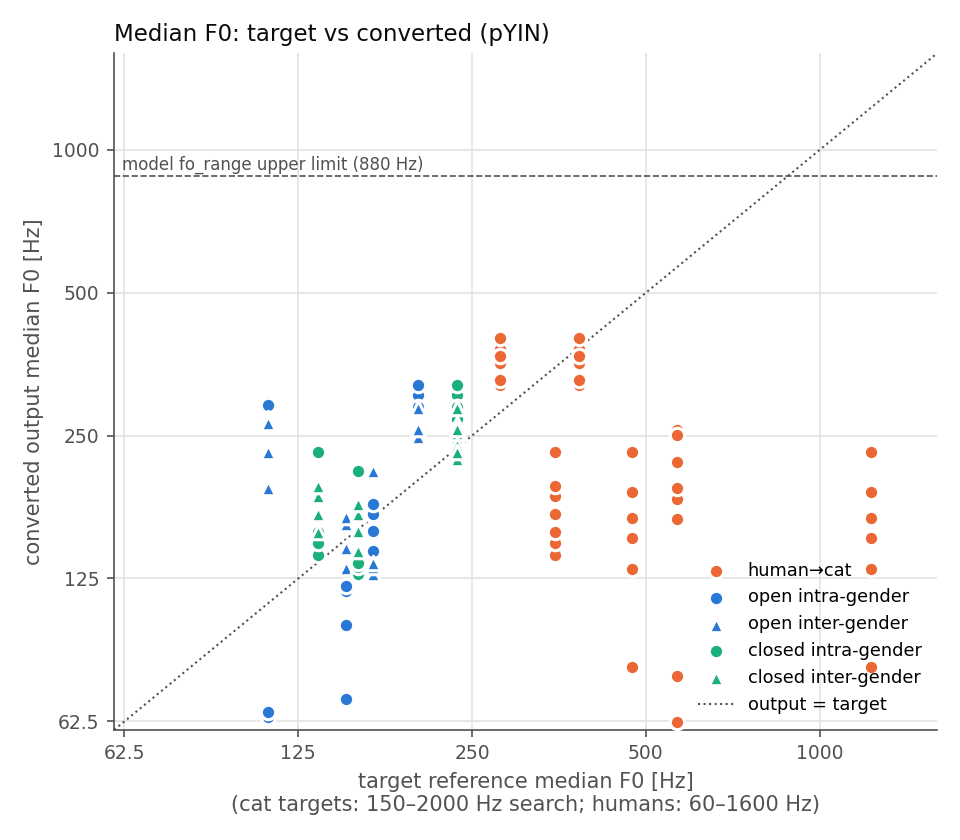 Median F0: target vs converted (pYIN)
converted output median F0 [Hz]
1000
500
250
125
62.5
model fo_range upper limit (880 Hz)
human→cat
open intra-gender
open inter-gender
closed intra-gender
closed inter-gender
output = target
62.5
125
250
500
1000
target reference median F0 [Hz]
(cat targets: 150–2000 Hz search; humans: 60–1600 Hz)